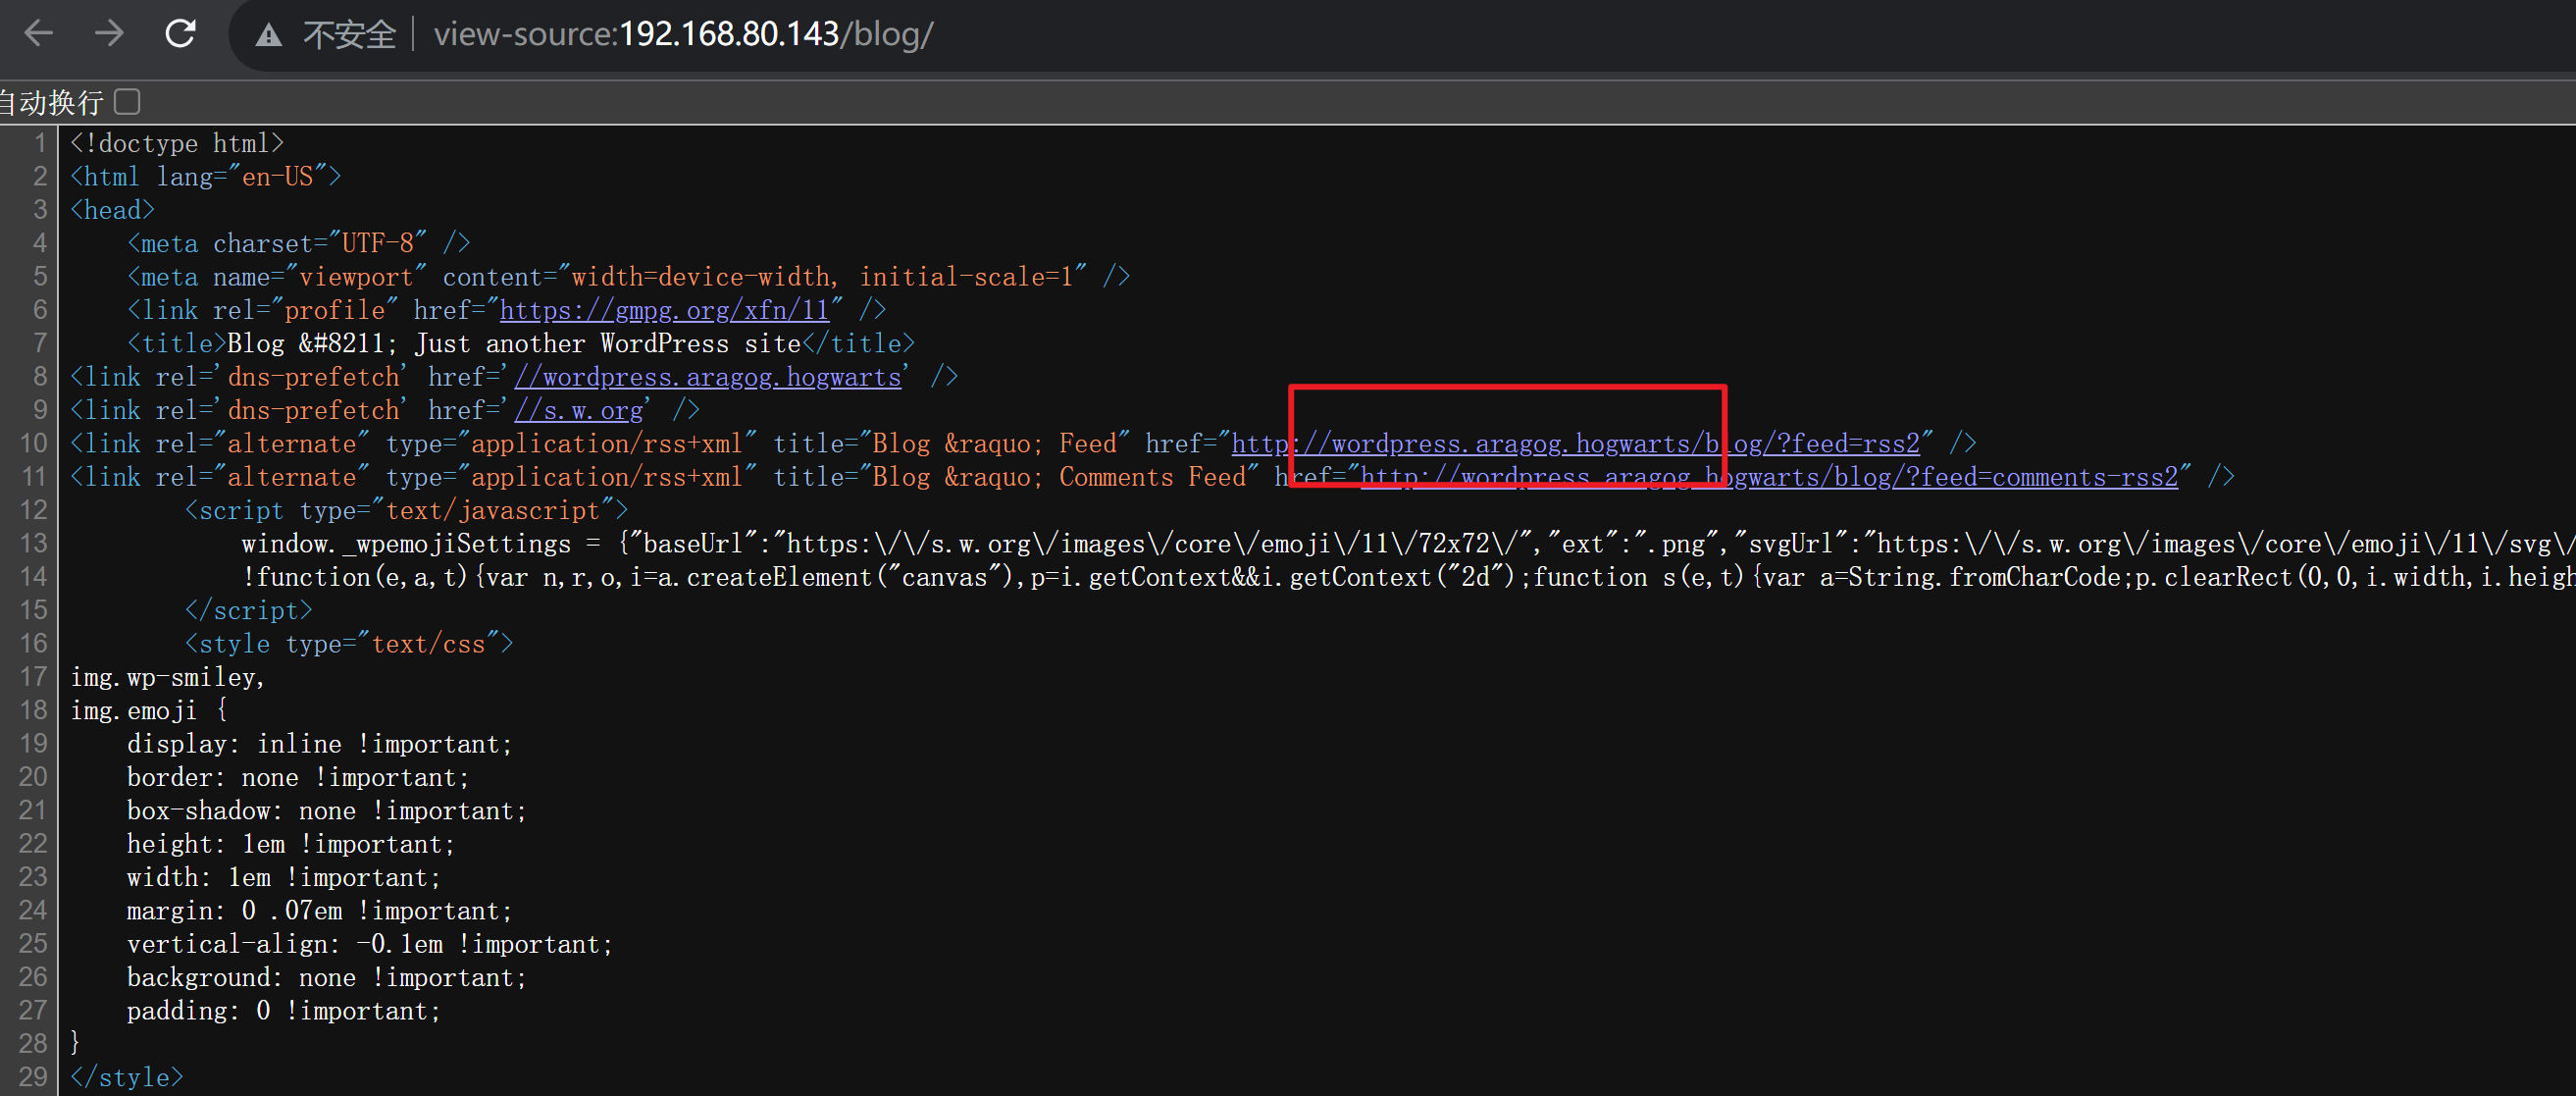 不安全 view-source:192.168.80.143/blog/
自动换行
1 <!doctype html>
2 <html lang="en-US">
3 <head>
4 <meta charset="UTF-8" />
5 <meta name="viewport" content="width=device-width, initial-scale=1" />
6 <link rel="profile" href="https://gmpg.org/xfn/11" />
7 <title>Blog &#8211; Just another WordPress site</title>
8 <link rel='dns-prefetch' href='//wordpress.aragog.hogwarts' />
9 <link rel='dns-prefetch' href='//s.w.org' />
10 <link rel="alternate" type="application/rss+xml" title="Blog &raquo; Feed" href="http://wordpress.aragog.hogwarts/blog/?feed=rss2" />
11 <link rel="alternate" type="application/rss+xml" title="Blog &raquo; Comments Feed" href="http://wordpress.aragog.hogwarts/blog/?feed=comments-rss2" />
12 <script type="text/javascript">
13 window._wpemojiSettings = {"baseUrl":"https:\/\/s.w.org\/images\/core\/emoji\/11\/72x72\/","ext":".png","svgUrl":"https:\/\/s.w.org\/images\/core\/emoji\/11\/svg\/
14 !function(e,a,t){var n,r,o,i=a.createElement("canvas"),p=i.getContext&&i.getContext("2d");function s(e,t){var a=String.fromCharCode;p.clearRect(0,0,i.width,i.heigh
15 </script>
16 <style type="text/css">
17 img.wp-smiley,
18 img.emoji {
19 display: inline !important;
20 border: none !important;
21 box-shadow: none !important;
22 height: 1em !important;
23 width: 1em !important;
24 margin: 0 .07em !important;
25 vertical-align: -0.1em !important;
26 background: none !important;
27 padding: 0 !important;
28 }
29 </style>